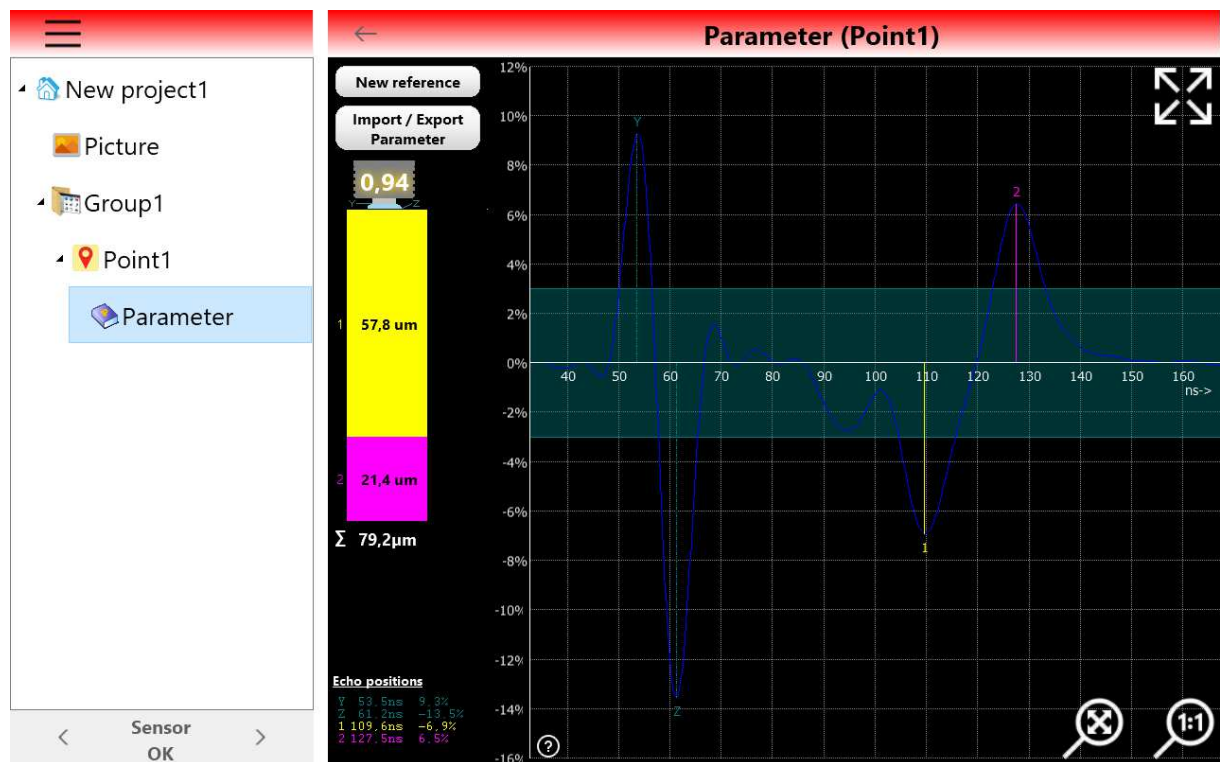 Parameter (Point1)
New project1
Picture
Group1
Point1
Parameter
Sensor
OK
New reference
Import / Export
Parameter
0,94
Y Z
1 57,8 um
2 21,4 um
Σ 79,2µm
Echo positions
Y 53,5ns 9,3%
Z 61,2ns -13,5%
1 109,6ns -6,9%
2 127,5ns 6,5%
12%
10%
8%
6%
4%
2%
0%
-2%
-4%
-6%
-8%
-10%
-12%
-14%
-16%
40 50 60 70 80 90 100 110 120 130 140 150 160
ns->
Y
Z
1
2
?
1:1